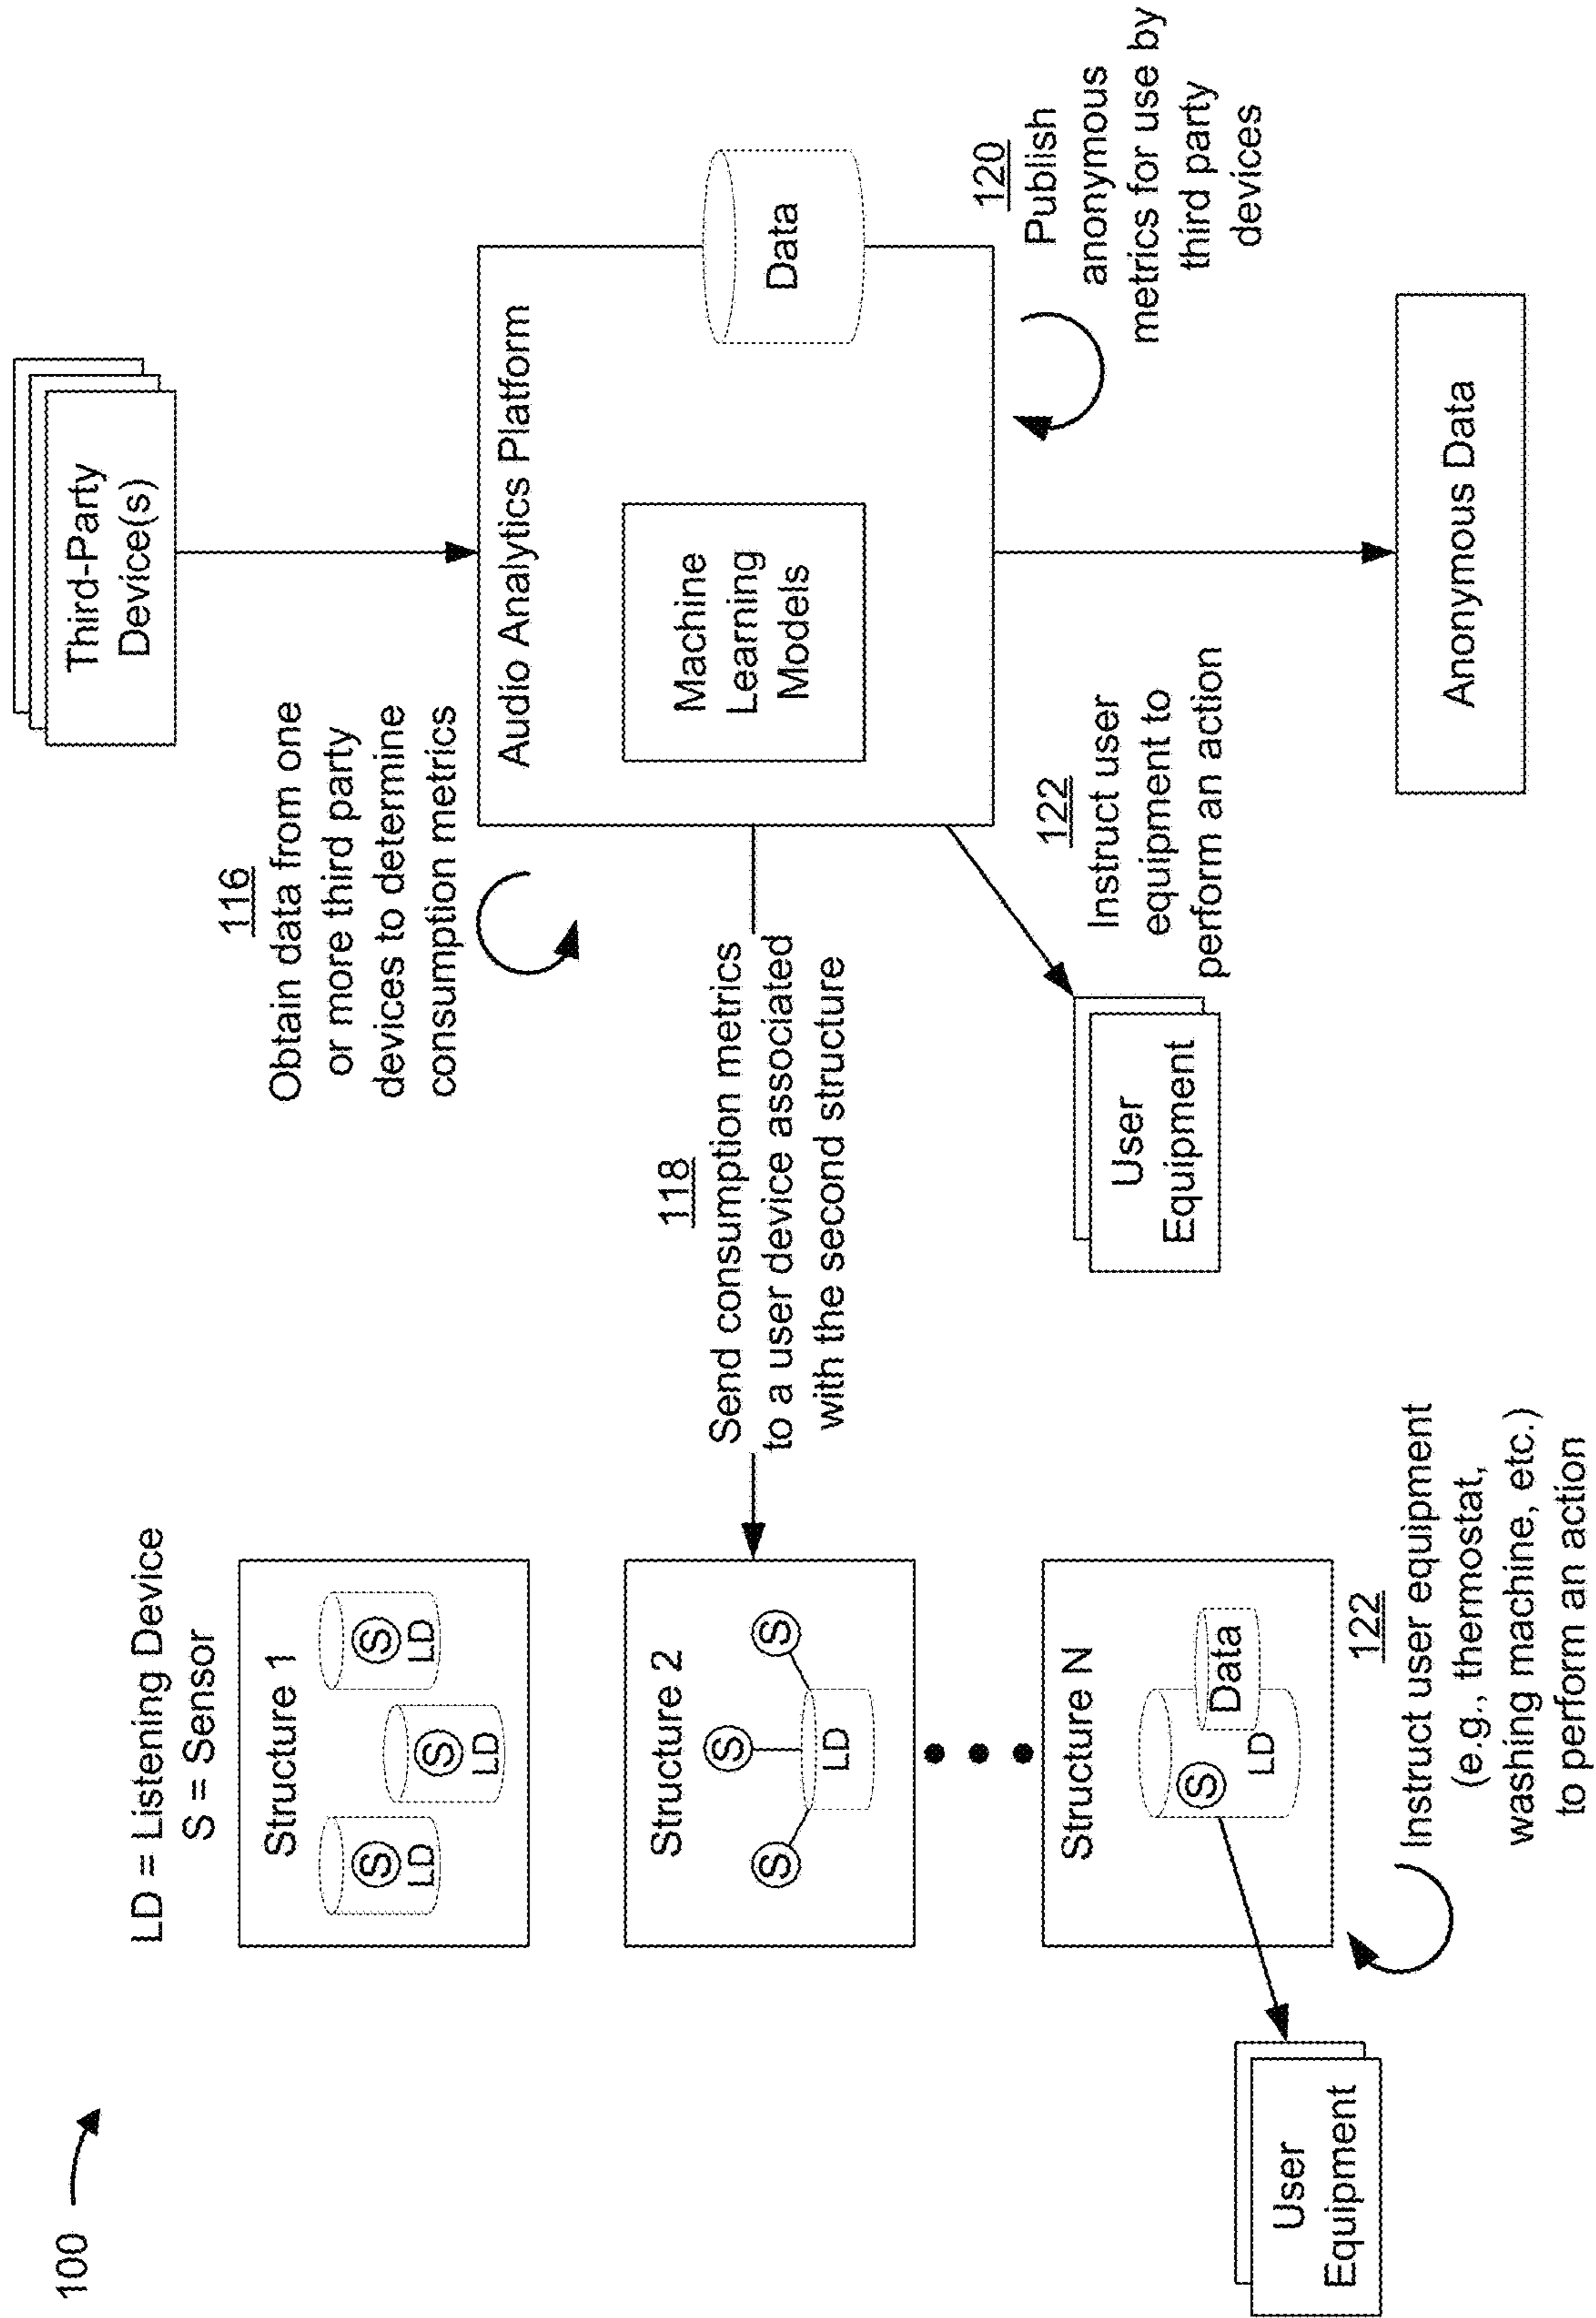 100
LD = Listening Device
S = Sensor
Structure 1
S
LD
S
LD
S
LD
Structure 2
S
S
S
LD
Structure N
S
LD
Data
User
Equipment
122
Instruct user equipment
(e.g., thermostat,
washing machine, etc.)
to perform an action
118
Send consumption metrics
to a user device associated
with the second structure
116
Obtain data from one
or more third party
devices to determine
consumption metrics
Third-Party
Device(s)
Audio Analytics Platform
Machine
Learning
Models
Data
122
Instruct user
equipment to
perform an action
User
Equipment
120
Publish
anonymous
metrics for use by
third party
devices
Anonymous Data